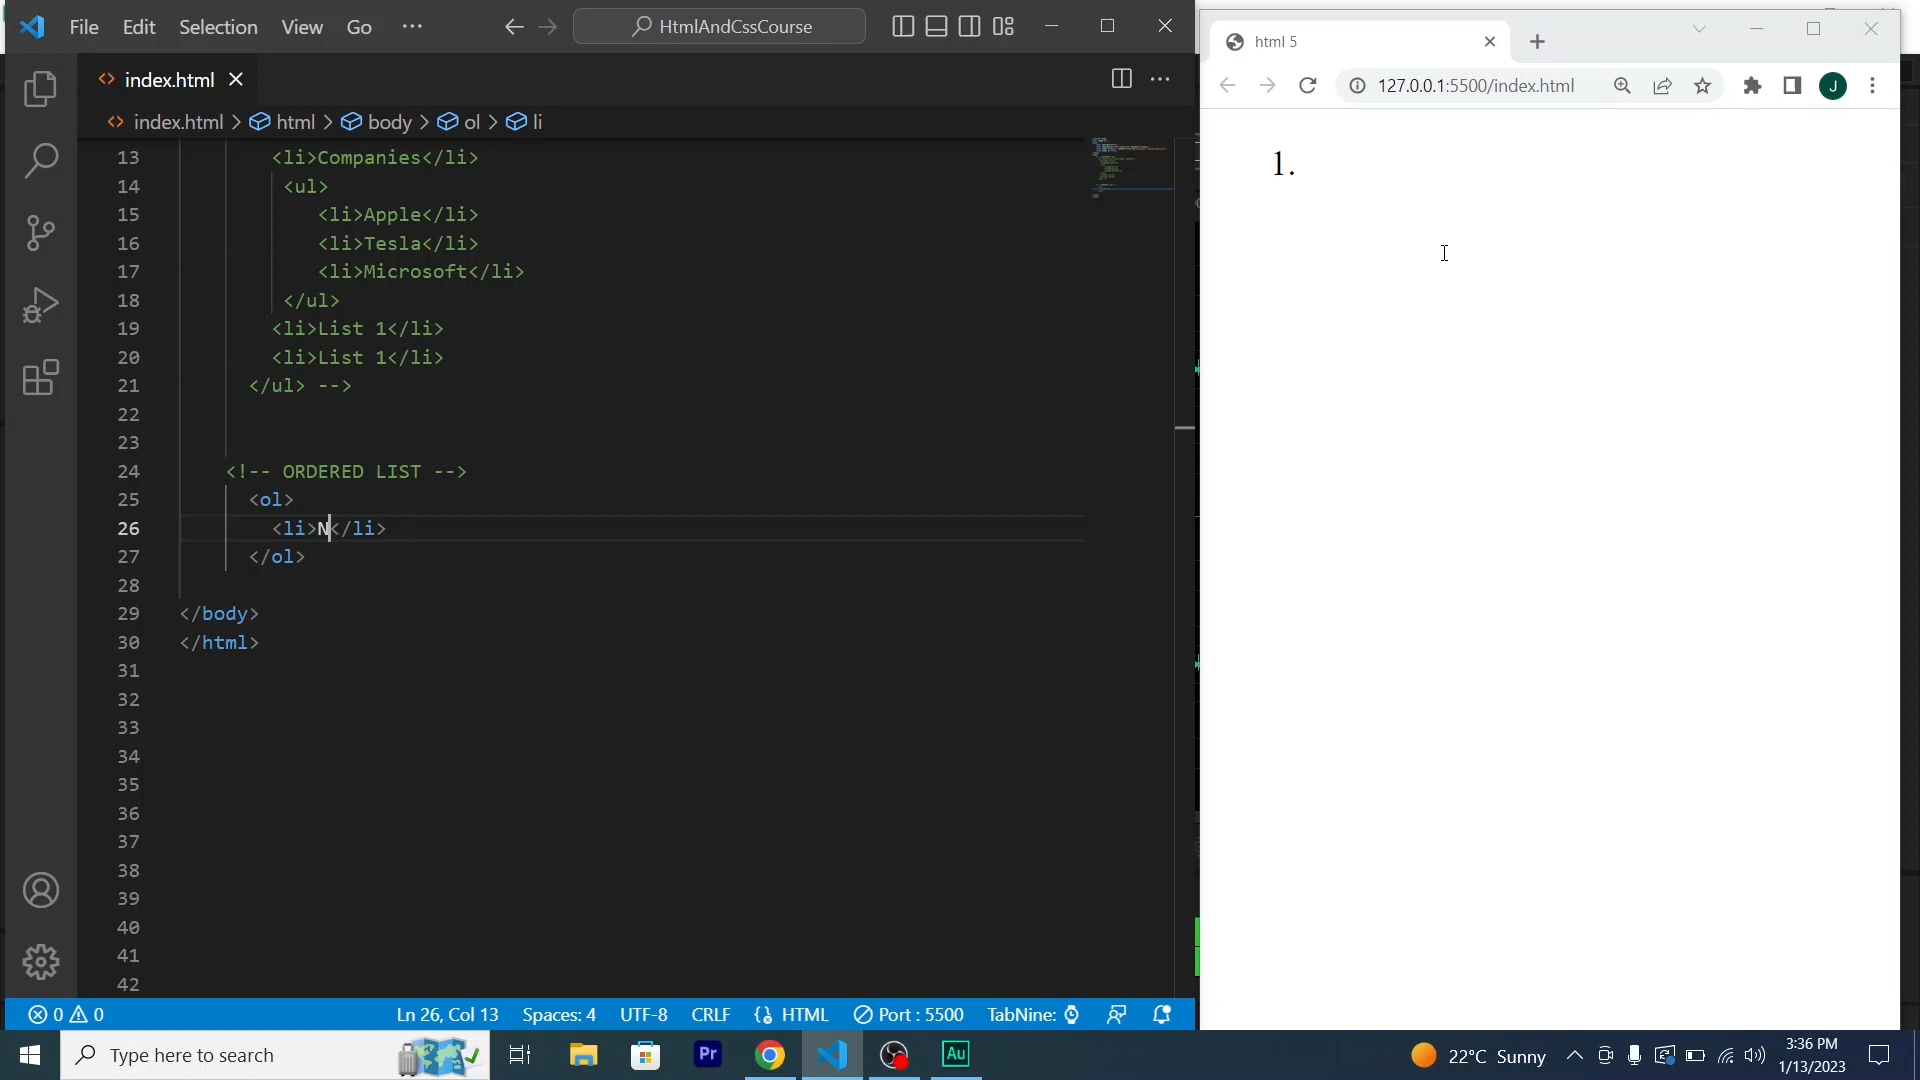 File Edit Selection View Go ··· HtmlAndCssCourse
index.html
index.html > html > body > ol > li
13 <li>Companies</li>
14 <ul>
15 <li>Apple</li>
16 <li>Tesla</li>
17 <li>Microsoft</li>
18 </ul>
19 <li>List 1</li>
20 <li>List 1</li>
21 </ul> -->
22
23
24 <!-- ORDERED LIST -->
25 <ol>
26 <li>N</li>
27 </ol>
28
29 </body>
30 </html>
31
32
33
34
35
36
37
38
39
40
41
42
0 0 Ln 26, Col 13 Spaces: 4 UTF-8 CRLF HTML Port : 5500 TabNine:
html 5
127.0.0.1:5500/index.html
J
1.
Type here to search
Pr
Au
22°C Sunny
3:36 PM
1/13/2023